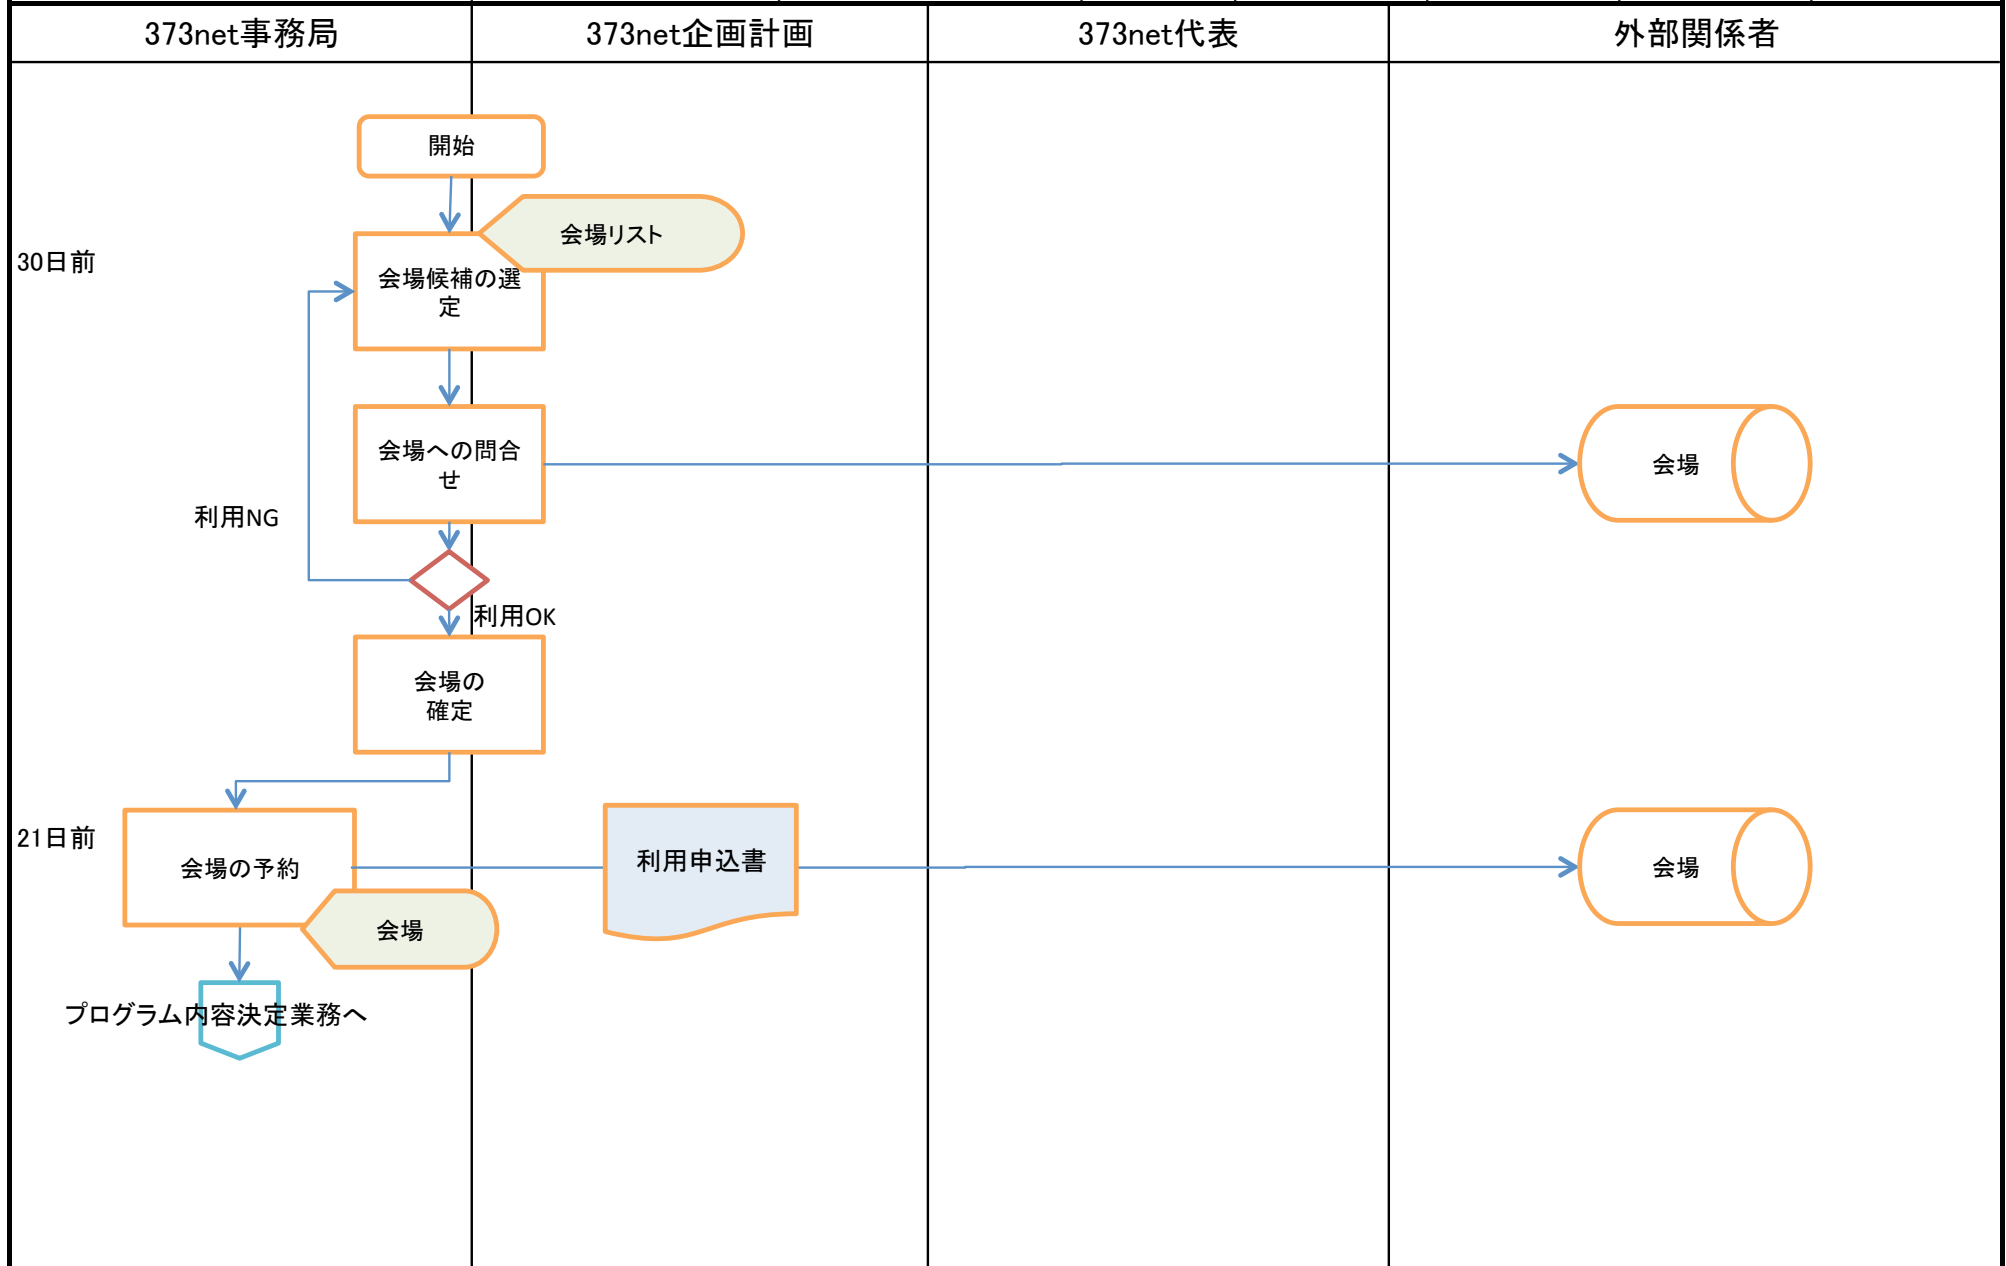 373net事務局
373net企画計画
373net代表
外部関係者
開始
会場リスト
30日前
会場候補の選
定
会場への問合
せ
会場
利用NG
利用OK
会場の
確定
21日前
会場の予約
利用申込書
会場
会場
プログラム内容決定業務へ